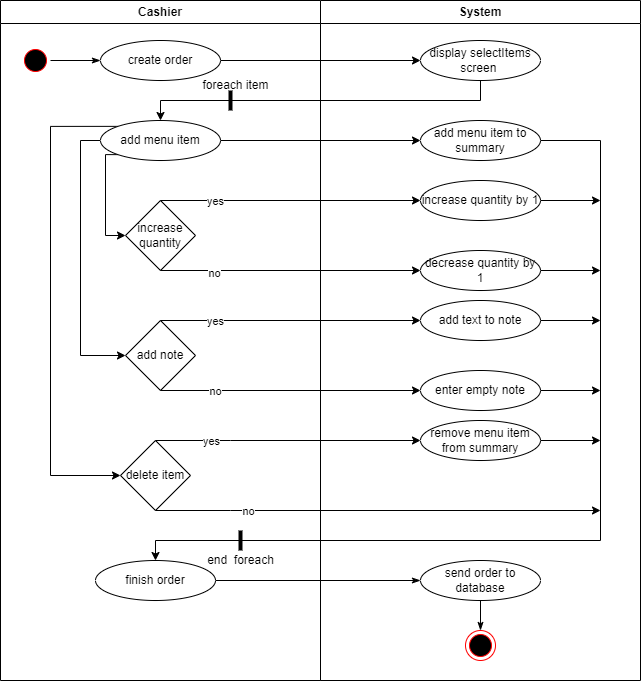 Cashier
System
create order
display selectItems
screen
foreach item
add menu item
add menu item to
summary
yes
increase quantity by 1
increase
quantity
no
decrease quantity by
1
yes
add text to note
add note
no
enter empty note
yes
remove menu item
from summary
delete item
no
end foreach
finish order
send order to
database